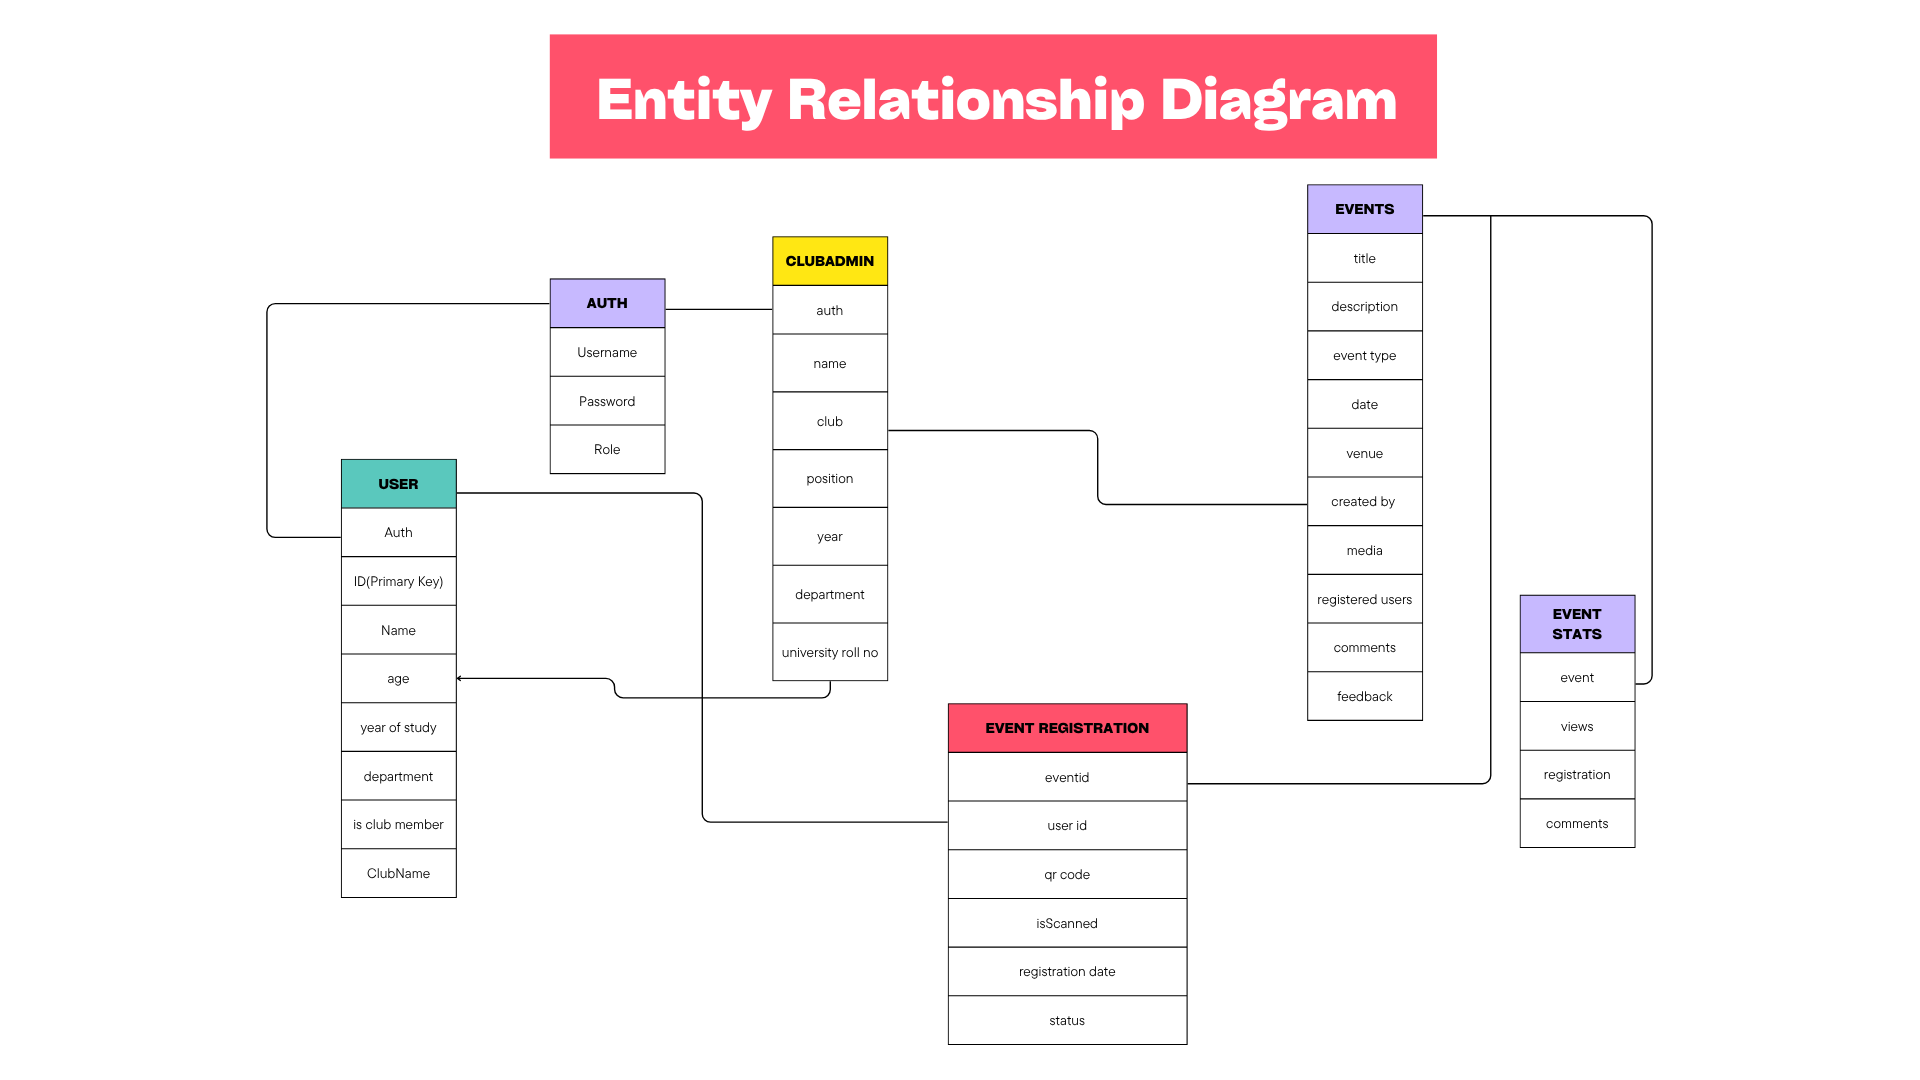 Entity Relationship Diagram
AUTH
Username
Password
Role
USER
Auth
ID(Primary Key)
Name
age
year of study
department
is club member
ClubName
CLUBADMIN
auth
name
club
position
year
department
university roll no
EVENT REGISTRATION
eventid
user id
qr code
isScanned
registration date
status
EVENTS
title
description
event type
date
venue
created by
media
registered users
comments
feedback
EVENT
STATS
event
views
registration
comments